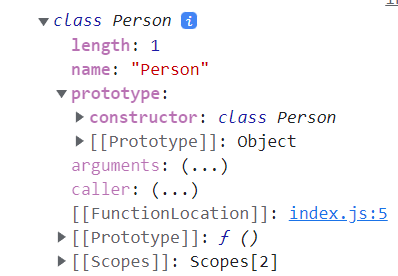 class Person i
length: 1
name: "Person"
prototype:
constructor: class Person
[[Prototype]]: Object
arguments: (...)
caller: (...)
[[FunctionLocation]]: index.js:5
[[Prototype]]: ƒ ()
[[Scopes]]: Scopes[2]